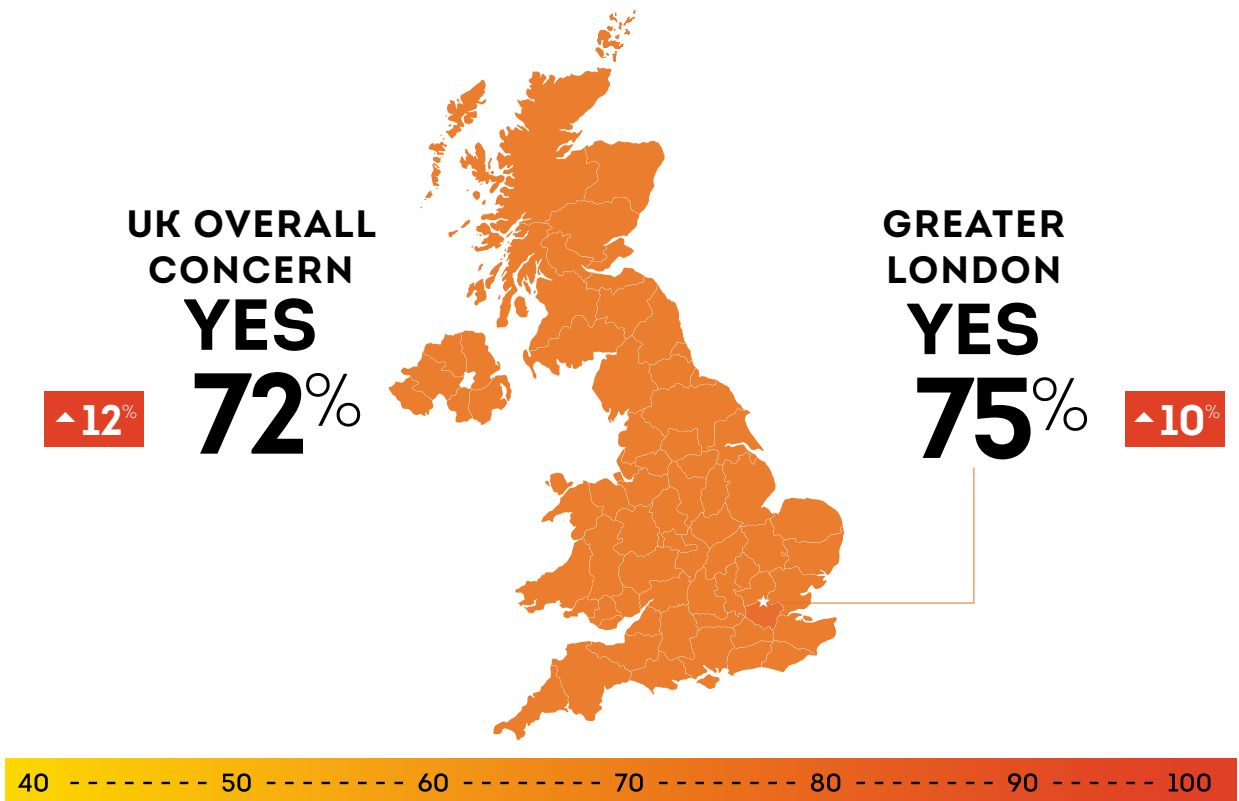 UK OVERALL
CONCERN
YES
72%
▲12%
GREATER
LONDON
YES
75%
▲10%
40 ------- 50 ------- 60 ------- 70 ------- 80 ------- 90 ------- 100